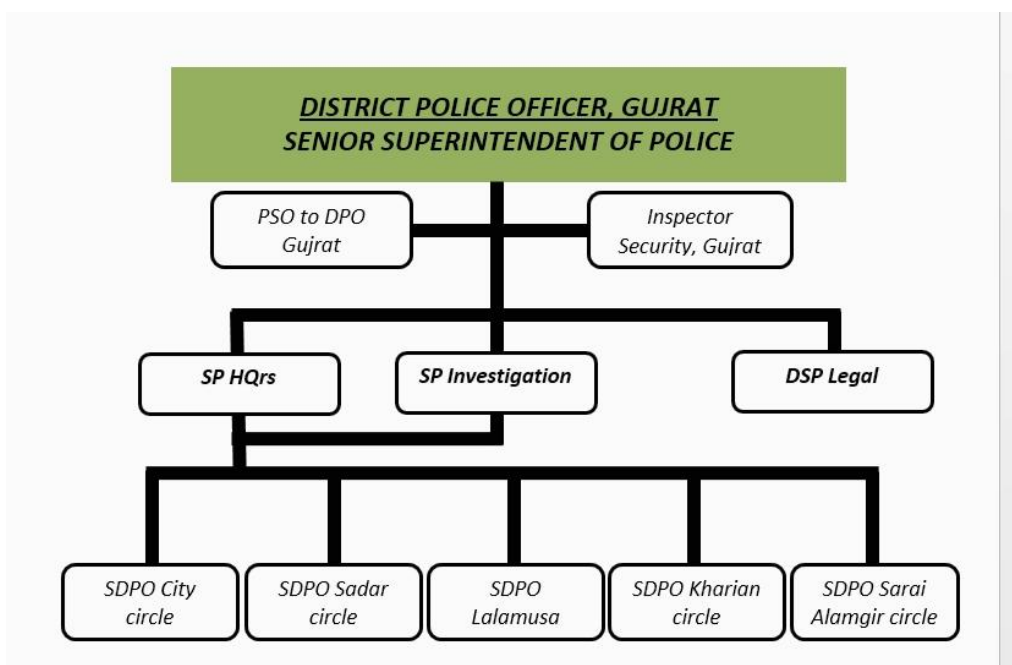 DISTRICT POLICE OFFICER, GUJRAT
SENIOR SUPERINTENDENT OF POLICE
PSO to DPO
Gujrat
Inspector
Security, Gujrat
SP HQrs
SP Investigation
DSP Legal
SDPO City
circle
SDPO Sadar
circle
SDPO
Lalamusa
SDPO Kharian
circle
SDPO Sarai
Alamgir circle